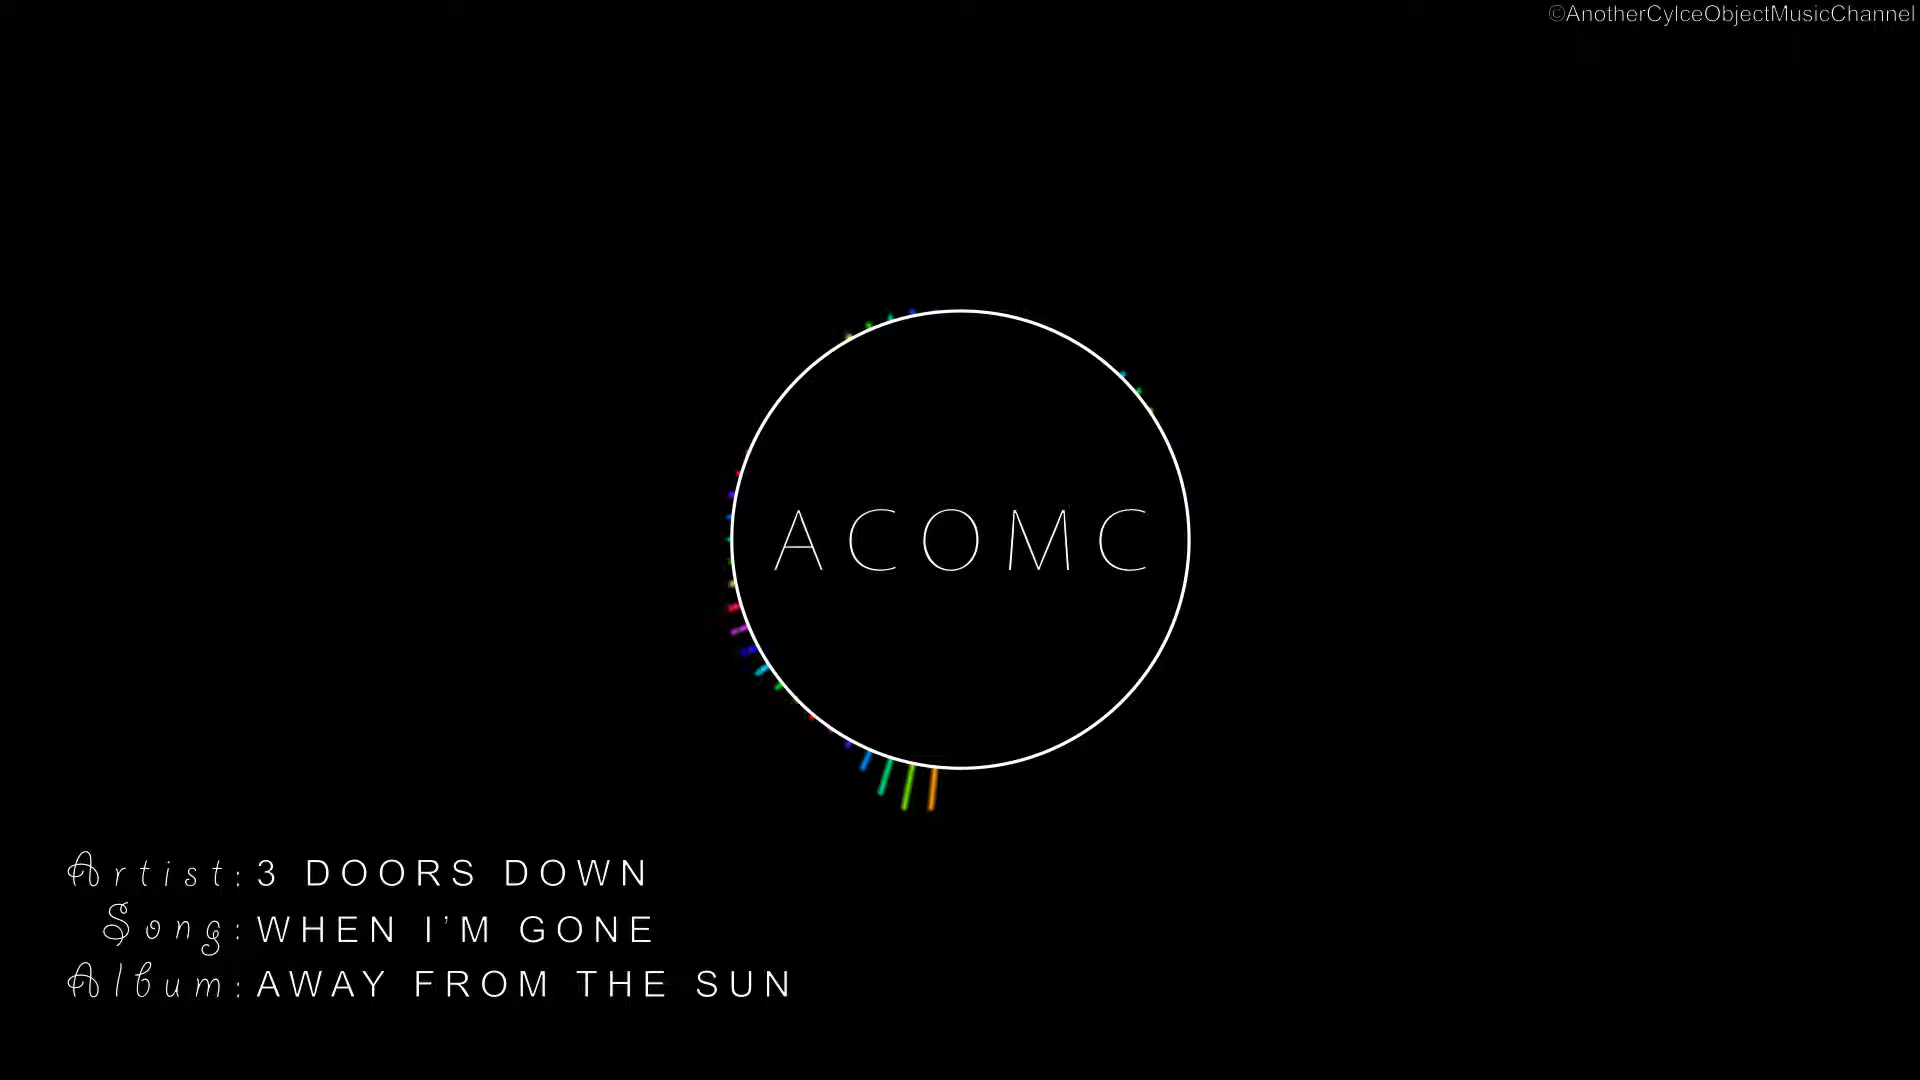 ©AnotherCylceObjectMusicChannel
ACOMC
Artist: 3 DOORS DOWN
Song: WHEN I'M GONE
Album: AWAY FROM THE SUN